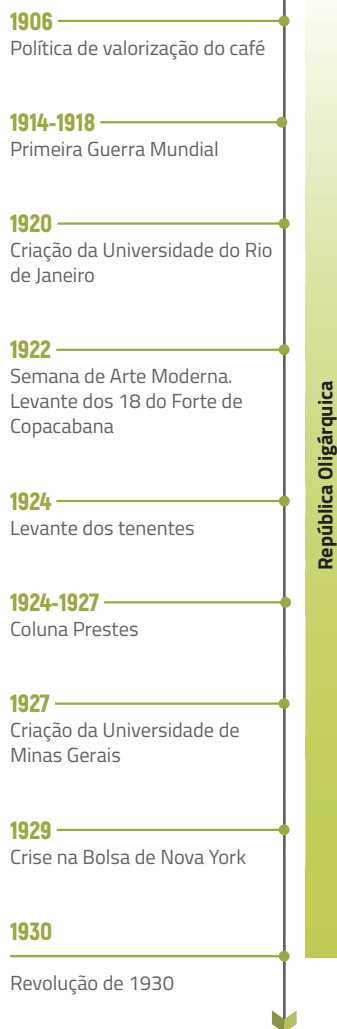 1906
Política de valorização do café
1914-1918
Primeira Guerra Mundial
1920
Criação da Universidade do Rio
de Janeiro
1922
Semana de Arte Moderna.
Levante dos 18 do Forte de
Copacabana
1924
Levante dos tenentes
1924-1927
Coluna Prestes
1927
Criação da Universidade de
Minas Gerais
1929
Crise na Bolsa de Nova York
1930
Revolução de 1930
República Oligárquica